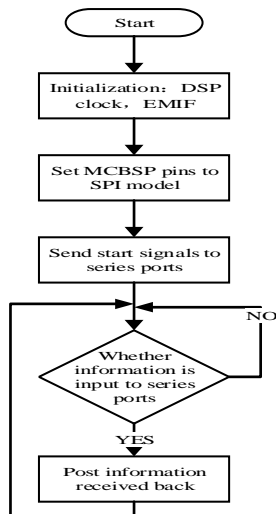 Start
Initialization: DSP
clock, EMIF
Set MCBSP pins to
SPI model
Send start signals to
series ports
NO
Whether
information is
input to series
ports
YES
Post information
received back